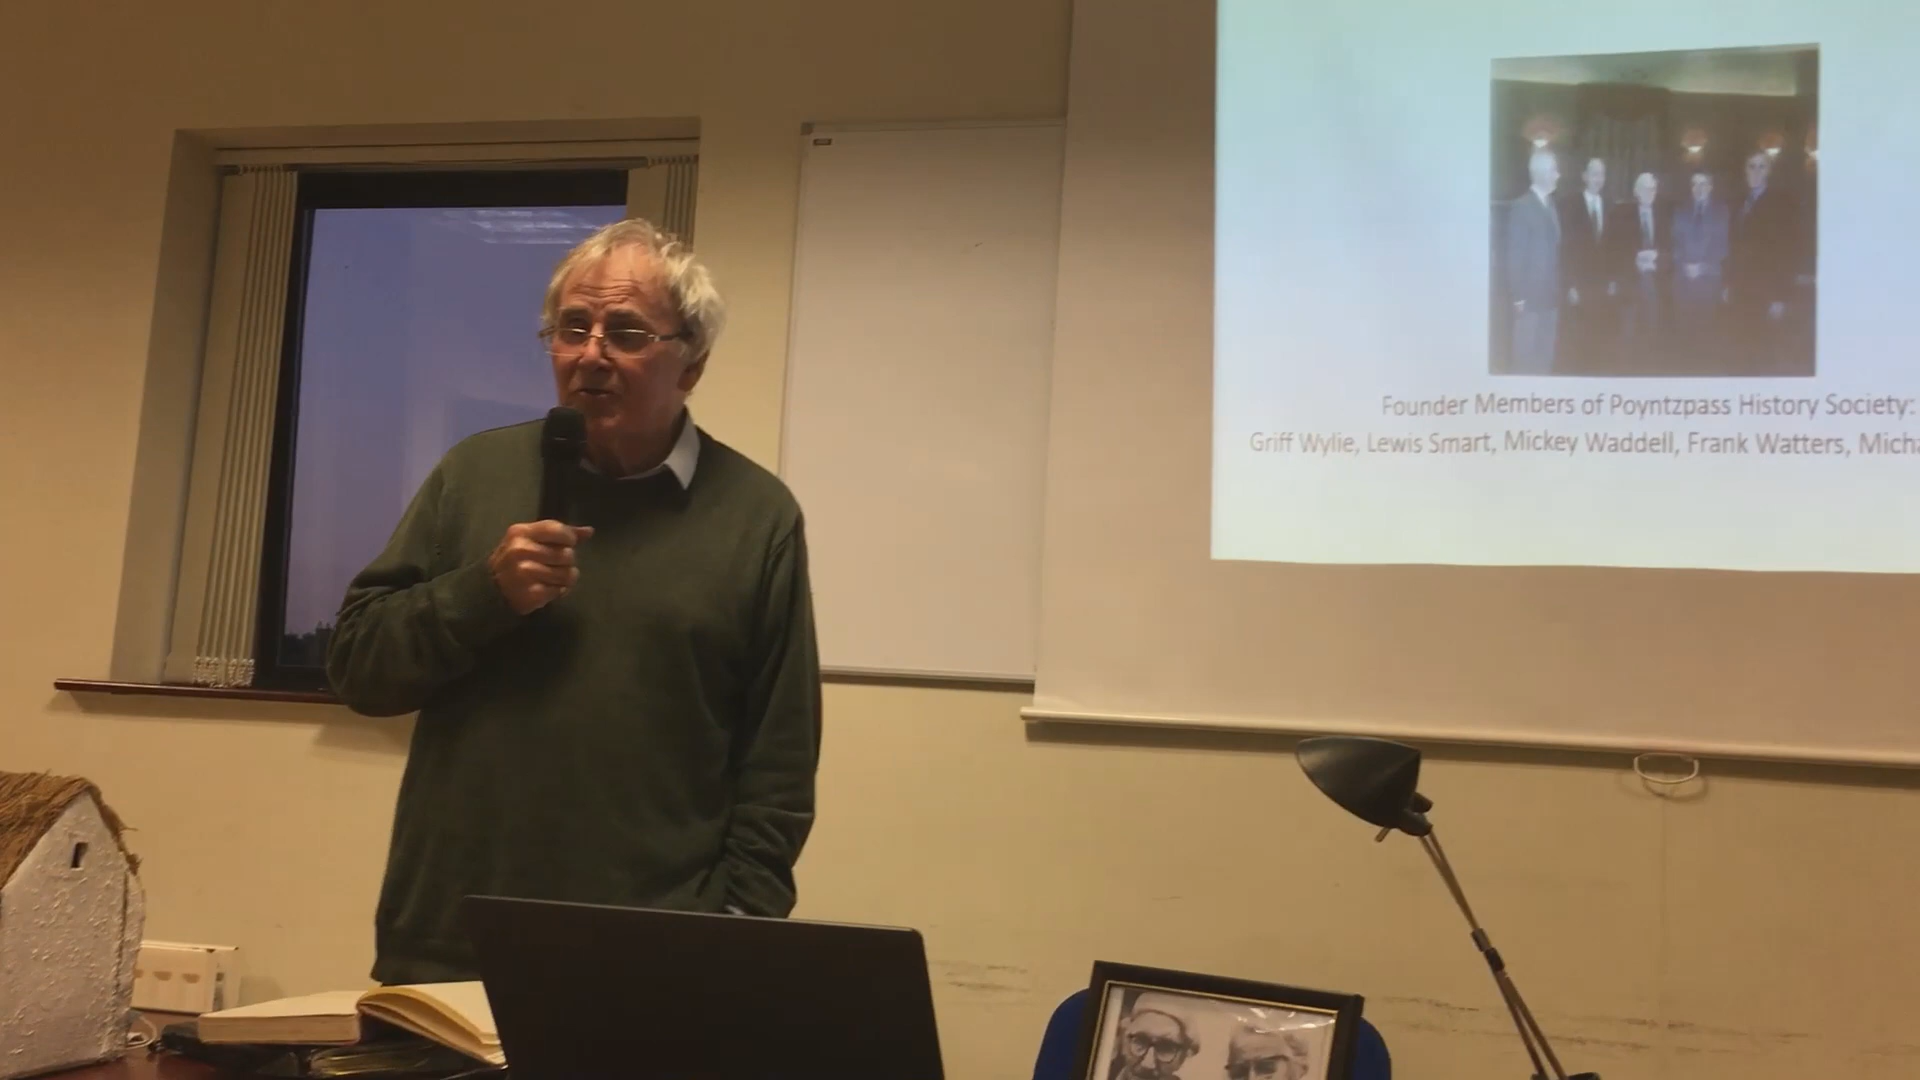 Founder Members of Poyntzpass History Society:
Griff Wylie, Lewis Smart, Mickey Waddell, Frank Watters,